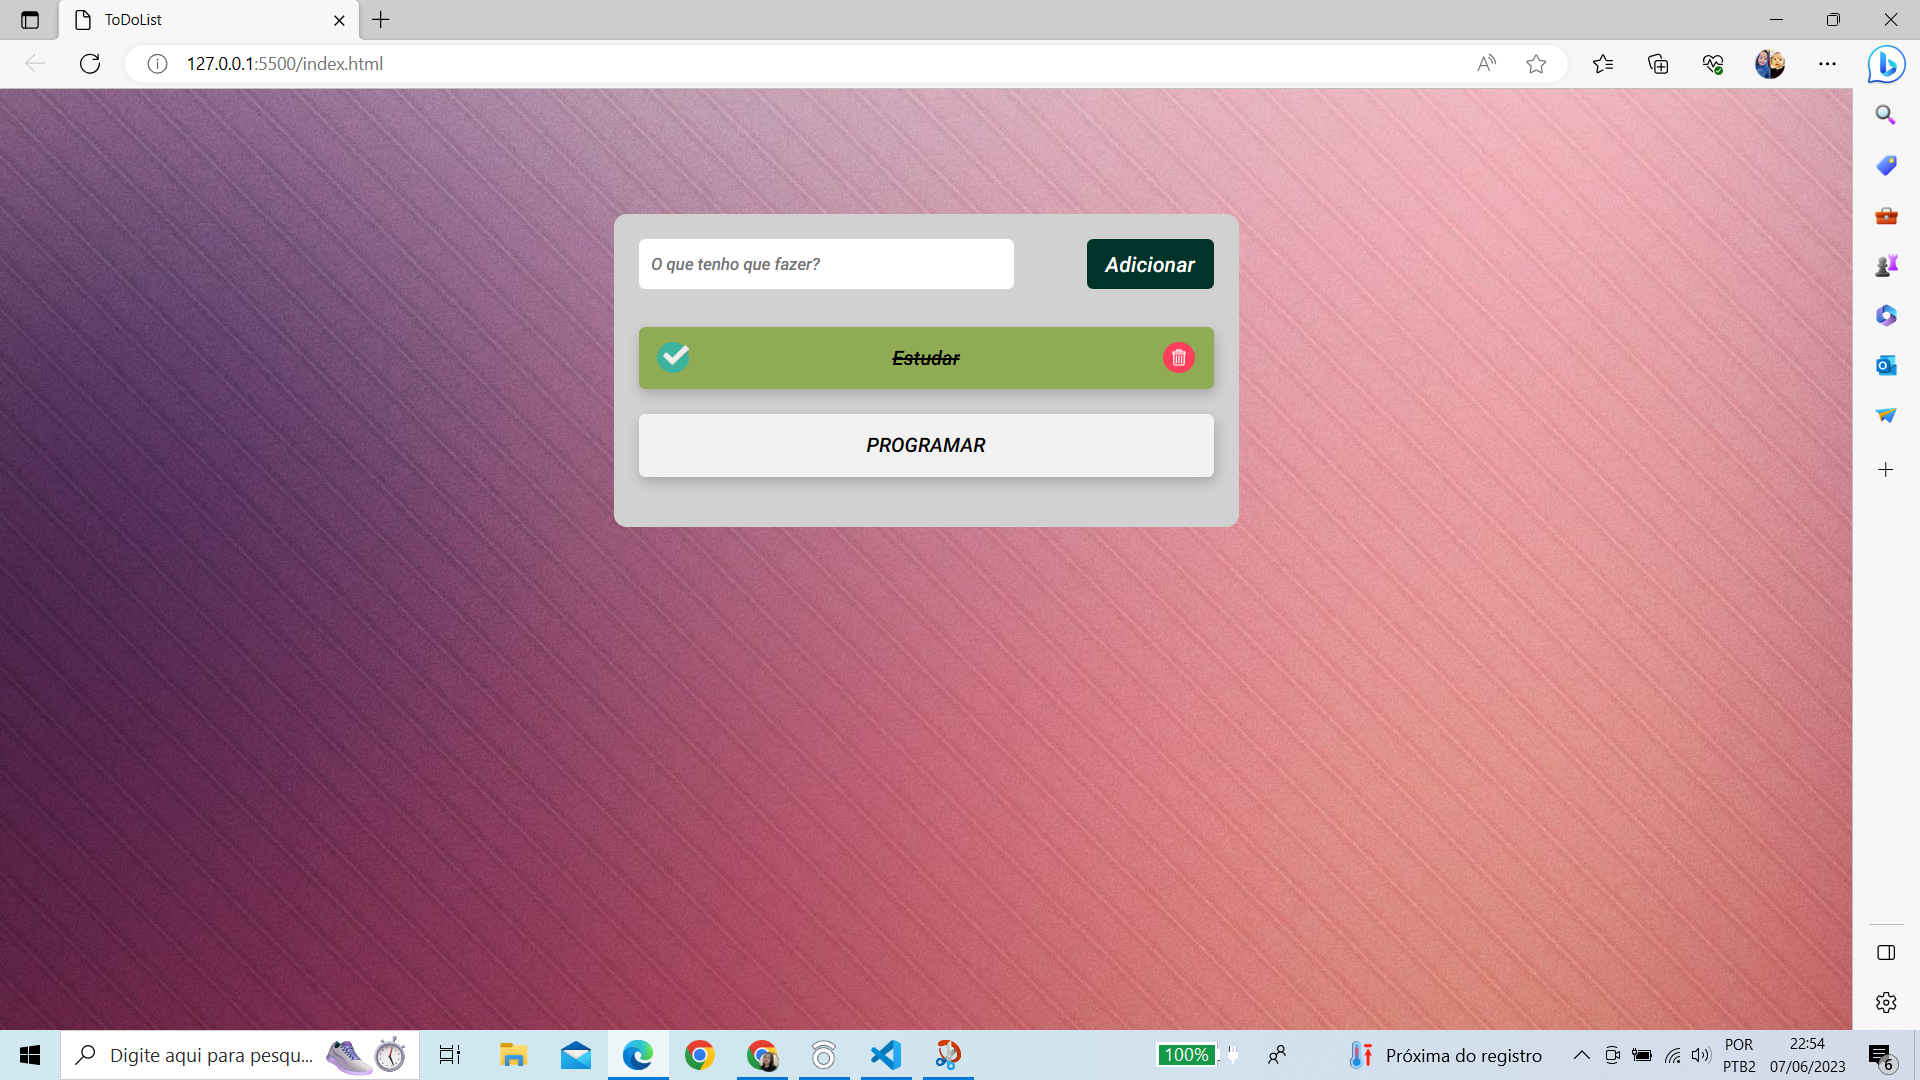 ToDoList
127.0.0.1:5500/index.html
O que tenho que fazer?
Adicionar
Estudar
PROGRAMAR
Digite aqui para pesqu...
100%
Próxima do registro
POR
PTB2
22:54
07/06/2023
6